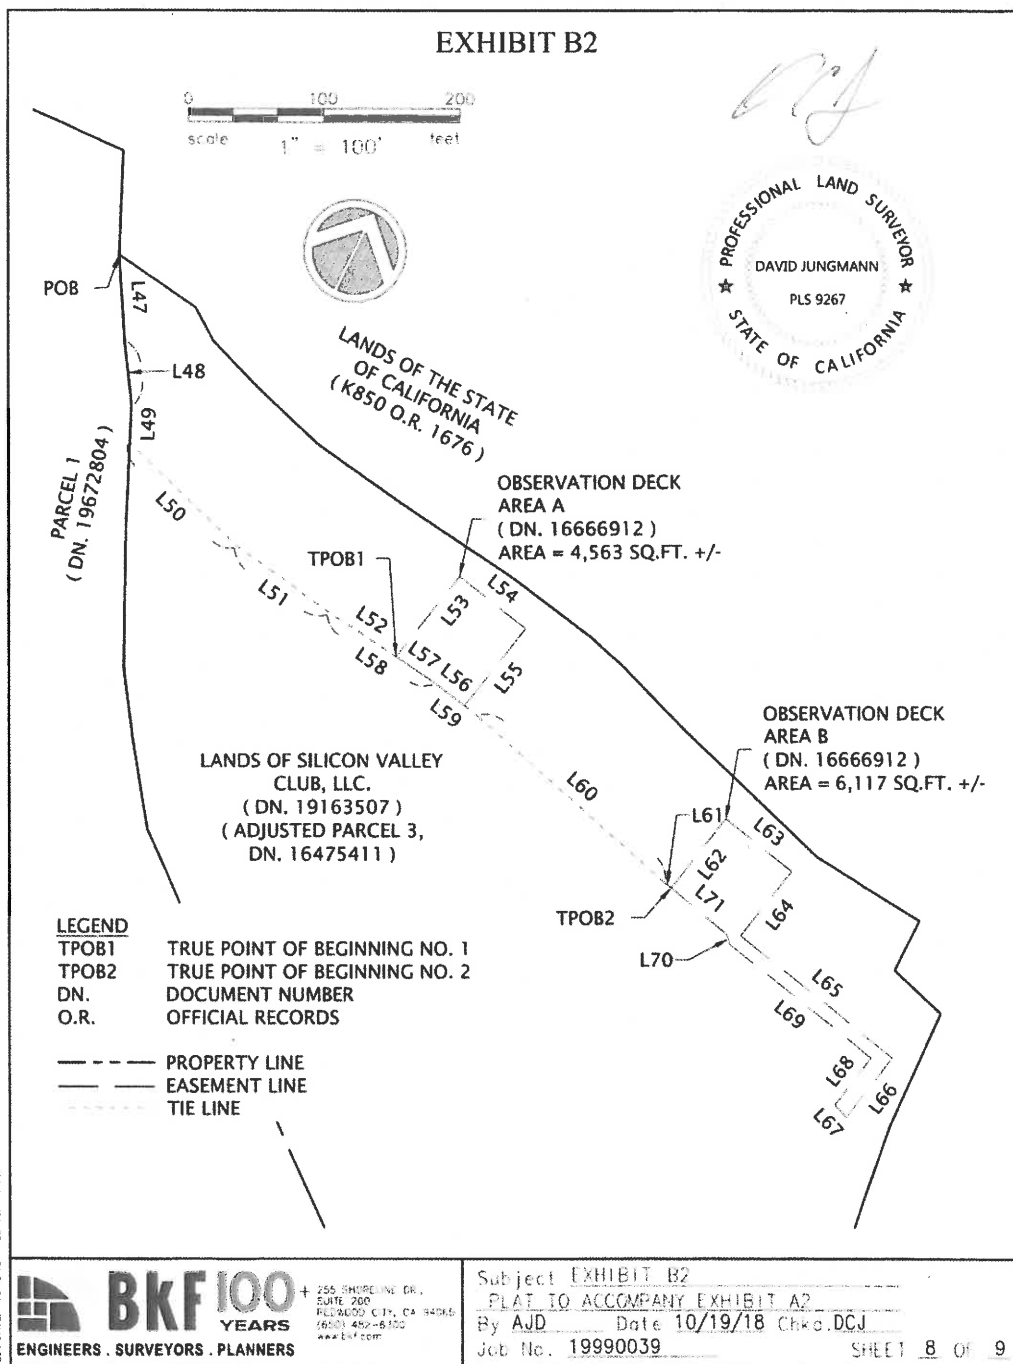 EXHIBIT B2
0 100 200
scale 1" = 100' feet
PROFESSIONAL LAND SURVEYOR
DAVID JUNGMANN
PLS 9267
STATE OF CALIFORNIA
POB
L47
LANDS OF THE STATE
OF CALIFORNIA
( K850 O.R. 1676 )
L48
L49
PARCEL 1
( DN. 19672804 )
L50
OBSERVATION DECK
AREA A
( DN. 16666912 )
AREA = 4,563 SQ.FT. +/-
TPOB1
L51
L52
L53
L54
L55
L57
L56
L58
L59
OBSERVATION DECK
AREA B
( DN. 16666912 )
AREA = 6,117 SQ.FT. +/-
LANDS OF SILICON VALLEY
CLUB, LLC.
( DN. 19163507 )
( ADJUSTED PARCEL 3,
DN. 16475411 )
L60
L61
L63
L62
L71
L64
TPOB2
L70
L65
L69
L68
L66
L67
LEGEND
TPOB1 TRUE POINT OF BEGINNING NO. 1
TPOB2 TRUE POINT OF BEGINNING NO. 2
DN. DOCUMENT NUMBER
O.R. OFFICIAL RECORDS
PROPERTY LINE
EASEMENT LINE
TIE LINE
BKF 100+
YEARS
ENGINEERS . SURVEYORS . PLANNERS
255 SHORELINE DR.,
SUITE 200
REDWOOD CITY, CA 94065
(650) 482-6300
www.bkf.com
Subject EXHIBIT B2
PLAT TO ACCOMPANY EXHIBIT A2
By AJD Date 10/19/18 Chkd.DCJ
Job No. 19990039 SHEET 8 OF 9